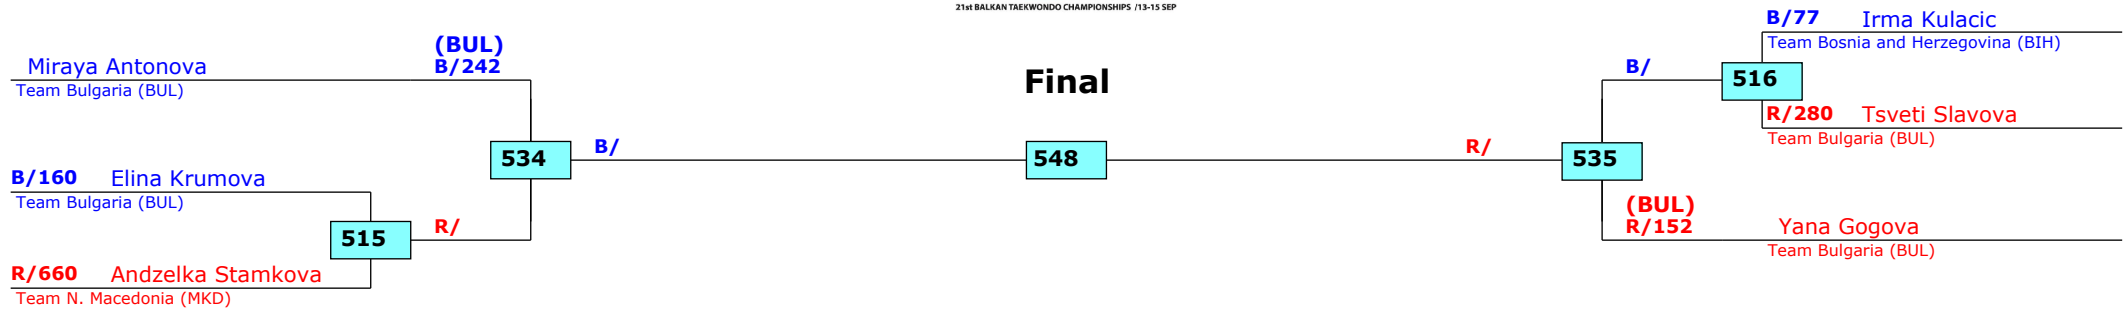 21st BALKAN TAEKWONDO CHAMPIONSHIPS /13-15 SEP
Miraya Antonova
Team Bulgaria (BUL)
(BUL)
B/242
534
B/
B/160 Elina Krumova
Team Bulgaria (BUL)
515
R/
R/660 Andzelka Stamkova
Team N. Macedonia (MKD)
Final
548
B/77 Irma Kulacic
Team Bosnia and Herzegovina (BIH)
B/
516
R/280 Tsveti Slavova
Team Bulgaria (BUL)
R/
535
(BUL)
R/152 Yana Gogova
Team Bulgaria (BUL)